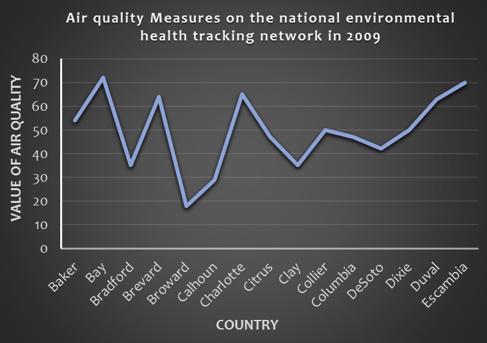 Air quality Measures on the national environmental
health tracking network in 2009
VALUE OF AIR QUALITY
80
70
60
50
40
30
20
10
0
Baker
Bay
Bradford
Brevard
Broward
Calhoun
Charlotte
Citrus
Clay
Collier
Columbia
DeSoto
Dixie
Duval
Escambia
COUNTRY